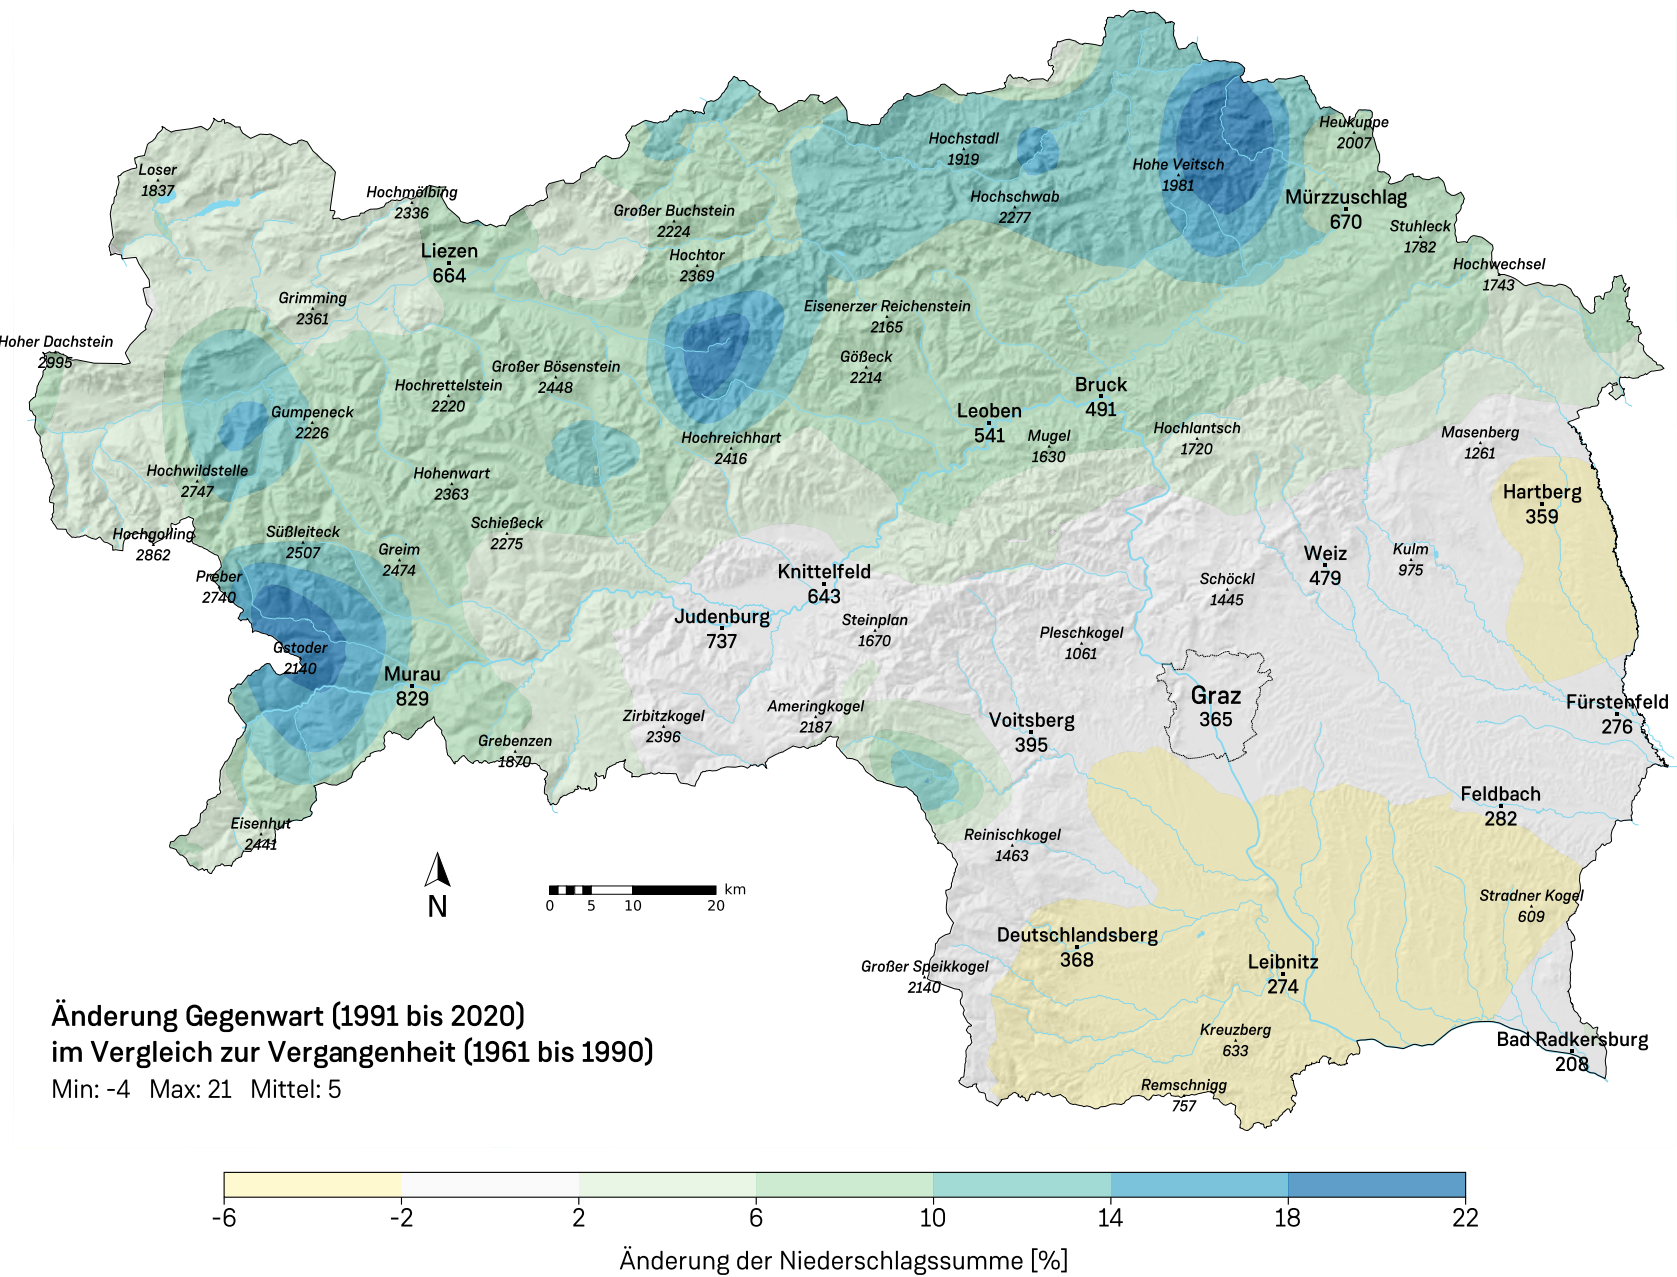 Heukuppe
2007
Hochstadl
1919
Hohe Veitsch
1981
Loser
1837
Hochmölbing
2336
Hochschwab
2277
Mürzzuschlag
670
Großer Buchstein
2224
Stuhleck
1782
Liezen
664
Hochtor
2369
Hochwechsel
1743
Grimming
2361
Eisenerzer Reichenstein
2165
Hoher Dachstein
2995
Gößeck
2214
Großer Bösenstein
2448
Hochrettelstein
2220
Bruck
491
Gumpeneck
2226
Leoben
541
Mugel
1630
Hochlantsch
1720
Masenberg
1261
Hochreichhart
2416
Hochwildstelle
2747
Hohenwart
2363
Hartberg
359
Hochgolling
2862
Süßleiteck
2507
Schießeck
2275
Greim
2474
Weiz
479
Kulm
975
Preber
2740
Knittelfeld
643
Schöckl
1445
Judenburg
737
Steinplan
1670
Pleschkogel
1061
Gstoder
2140
Murau
829
Graz
365
Fürstenfeld
276
Zirbitzkogel
2396
Ameringkogel
2187
Voitsberg
395
Grebenzen
1870
Feldbach
282
Eisenhut
2441
Reinischkogel
1463
N
km
0 5 10 20
Stradner Kogel
609
Deutschlandsberg
368
Großer Speikkogel
2140
Leibnitz
274
Kreuzberg
633
Bad Radkersburg
208
Remschnigg
757
Änderung Gegenwart (1991 bis 2020)
im Vergleich zur Vergangenheit (1961 bis 1990)
Min: -4 Max: 21 Mittel: 5
-6 -2 2 6 10 14 18 22
Änderung der Niederschlagssumme [%]